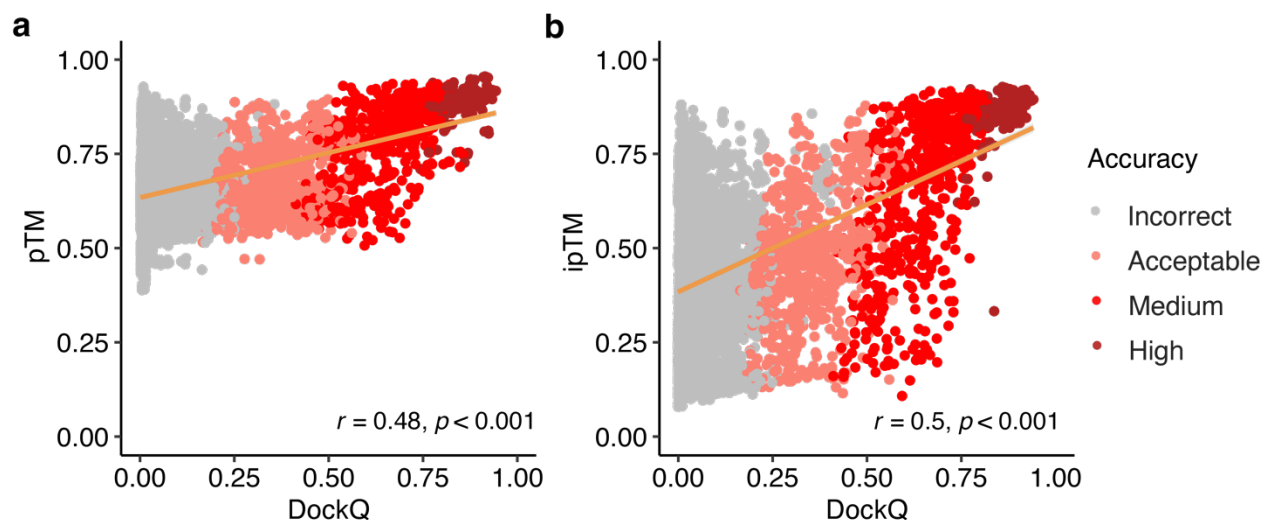 a
b
1.00
0.75
0.50
0.25
0.00
pTM
r = 0.48, p < 0.001
0.00 0.25 0.50 0.75 1.00
DockQ
1.00
0.75
0.50
0.25
0.00
ipTM
r = 0.5, p < 0.001
0.00 0.25 0.50 0.75 1.00
DockQ
Accuracy
Incorrect
Acceptable
Medium
High